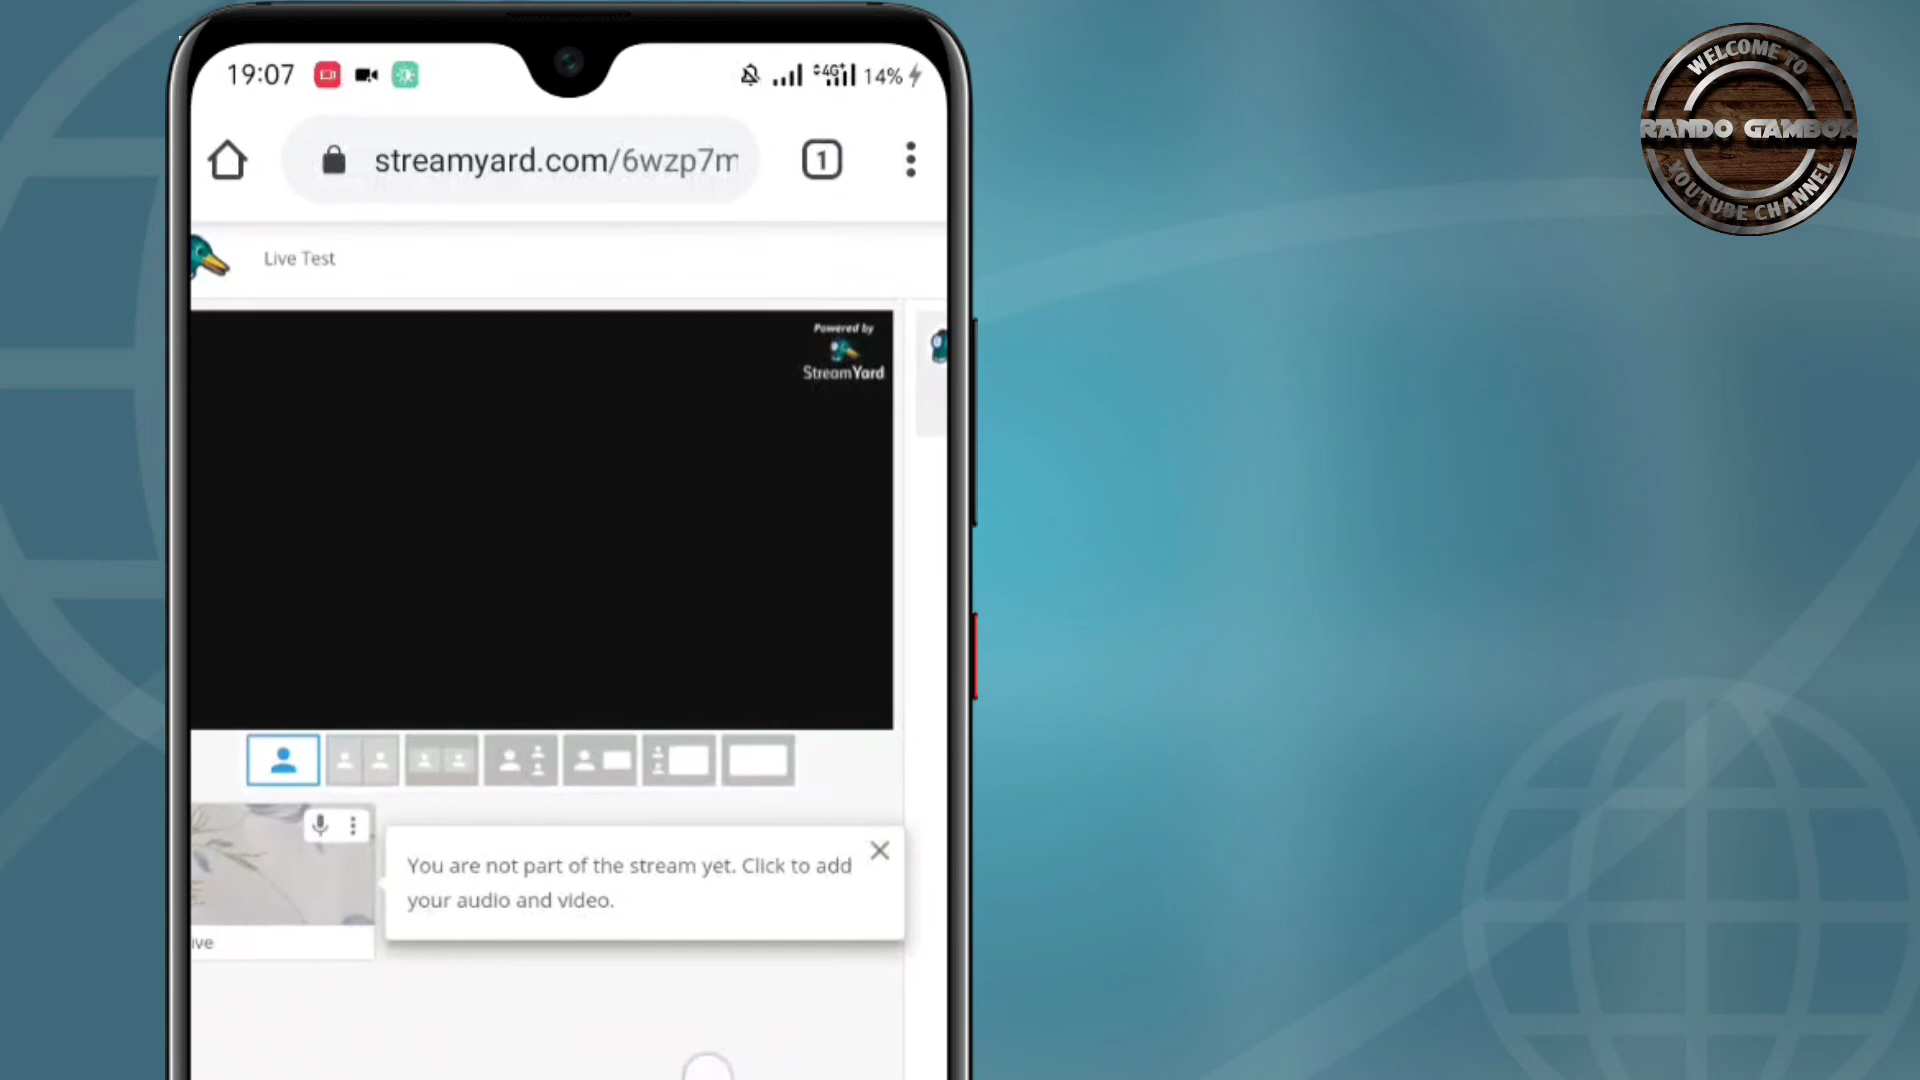 19:07
4G+
14%
streamyard.com/6wzp7m
1
Live Test
Powered by
StreamYard
You are not part of the stream yet. Click to add
your audio and video.
ive
WELCOME TO
RANDO GAMBOA
YOUTUBE CHANNEL